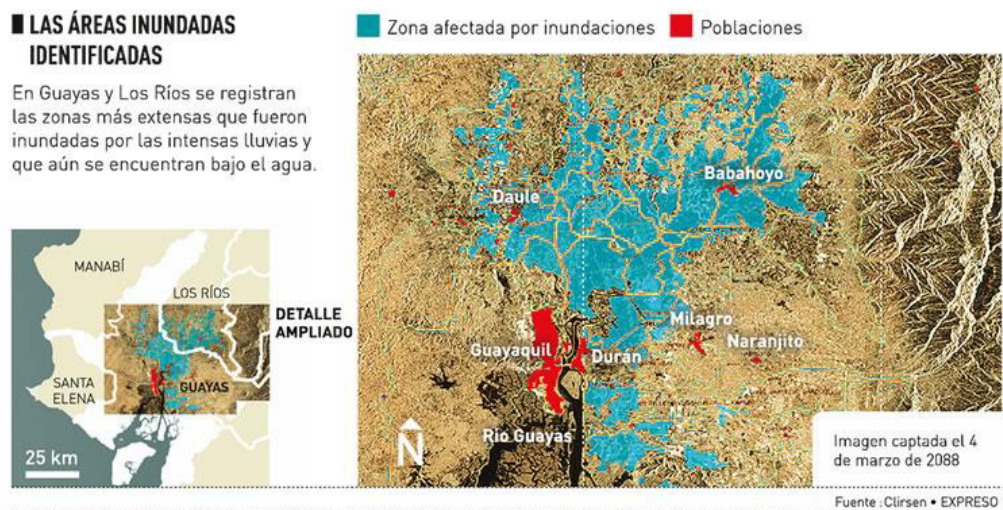 LAS ÁREAS INUNDADAS
IDENTIFICADAS
En Guayas y Los Ríos se registran
las zonas más extensas que fueron
inundadas por las intensas lluvias y
que aún se encuentran bajo el agua.
Zona afectada por inundaciones
Poblaciones
MANABÍ
LOS RÍOS
SANTA
ELENA
GUAYAS
25 km
DETALLE
AMPLIADO
Babahoyo
Daule
Milagro
Naranjito
Guayaquil
Durán
Río Guayas
N
Imagen captada el 4
de marzo de 2088
Fuente :Clirsen • EXPRESO